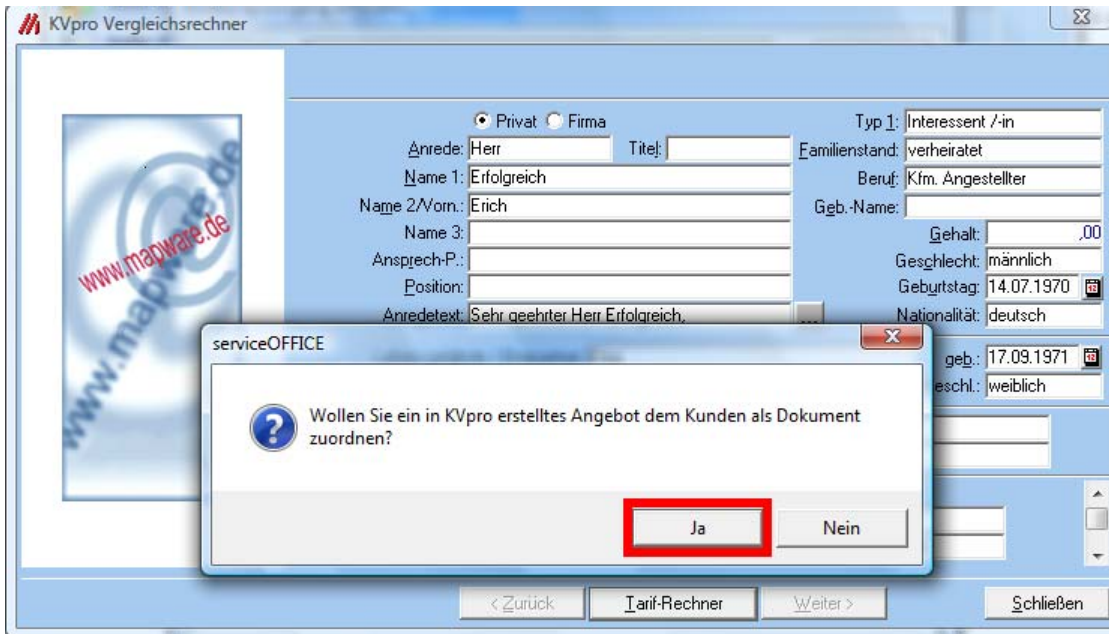 KVpro Vergleichsrechner
www.mapware.de
www.mapware.de
Privat Firma
Anrede: Herr Titel:
Name 1: Erfolgreich
Name 2/Vorn.: Erich
Name 3:
Ansprech-P.:
Position:
Anredetext: Sehr geehrter Herr Erfolgreich, ...
Typ 1: Interessent /-in
Familienstand: verheiratet
Beruf: Kfm. Angestellter
Geb.-Name:
Gehalt: ,00
Geschlecht: männlich
Geburtstag: 14.07.1970
Nationalität: deutsch
geb.: 17.09.1971
eschl.: weiblich
serviceOFFICE
Wollen Sie ein in KVpro erstelltes Angebot dem Kunden als Dokument
zuordnen?
Ja Nein
< Zurück Tarif-Rechner Weiter > Schließen